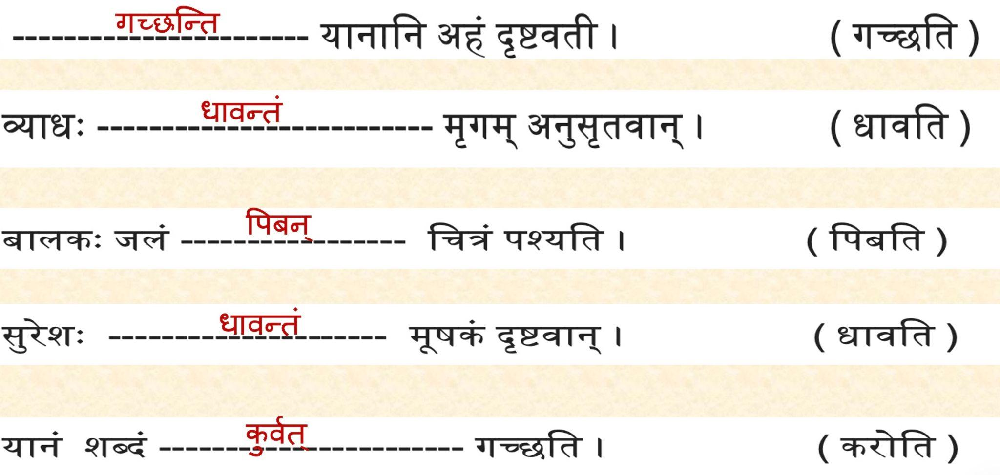 गच्छन्ति ----------------------- यानानि अहं दृष्टवती । ( गच्छति )
व्याधः धावन्तं -------------------------- मृगम् अनुसृतवान् । ( धावति )
बालकः जलं पिबन् ------------------ चित्रं पश्यति । ( पिबति )
सुरेशः धावन्तं --------------------- मूषकं दृष्टवान् । ( धावति )
यानं शब्दं कुर्वत् ----------------------- गच्छति । ( करोति )